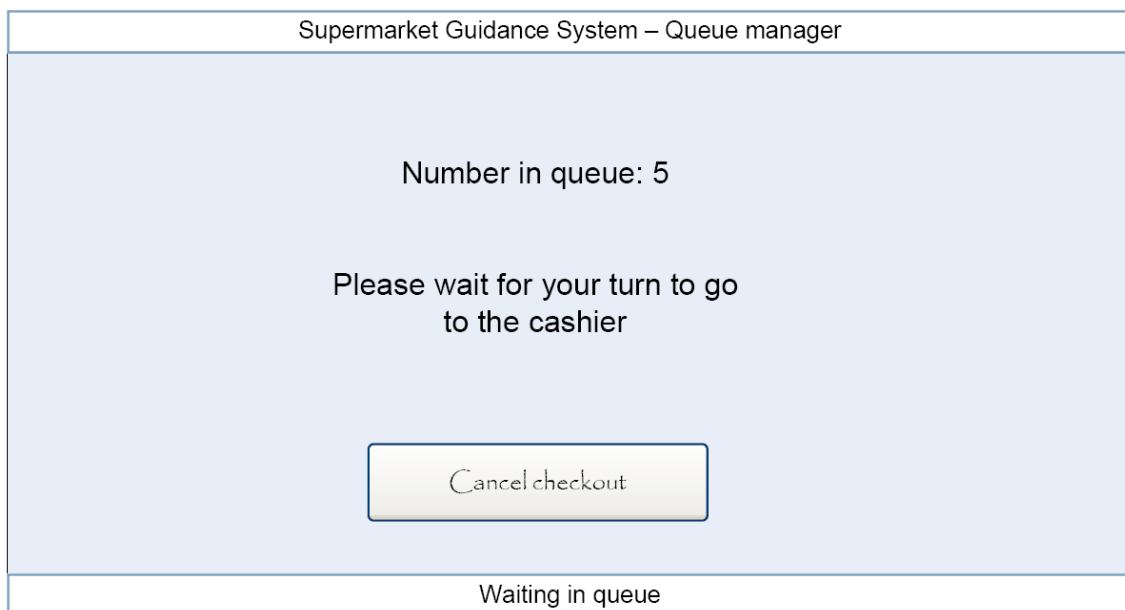 Supermarket Guidance System – Queue manager
Number in queue: 5
Please wait for your turn to go
to the cashier
Cancel checkout
Waiting in queue